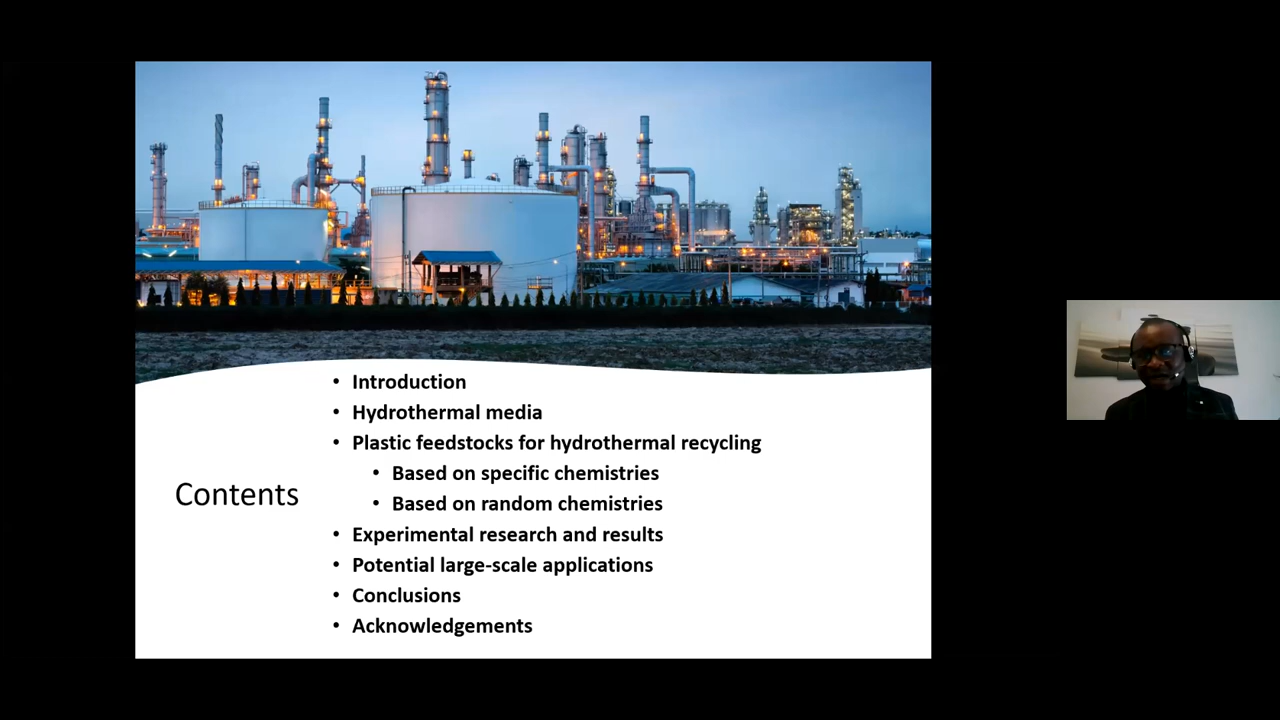 • Introduction
• Hydrothermal media
• Plastic feedstocks for hydrothermal recycling
• Based on specific chemistries
• Based on random chemistries
Contents
• Experimental research and results
• Potential large-scale applications
• Conclusions
• Acknowledgements